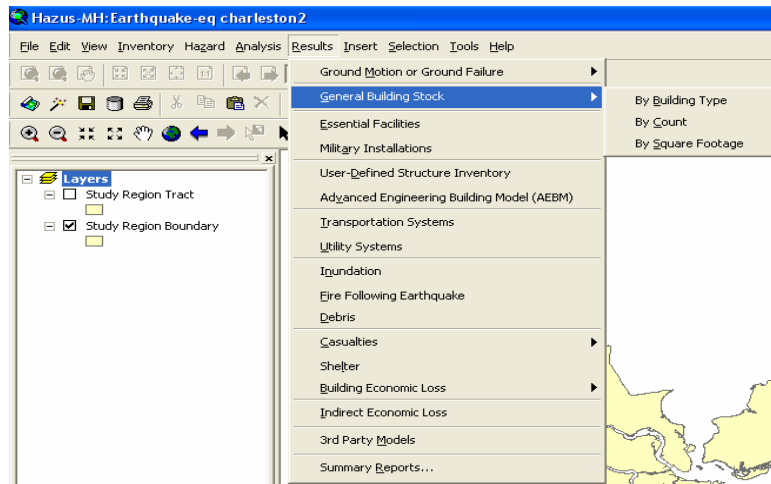 Hazus-MH: Earthquake-eq charleston2
File Edit View Inventory Hazard Analysis Results Insert Selection Tools Help
Ground Motion or Ground Failure
General Building Stock
Essential Facilities
Military Installations
User-Defined Structure Inventory
Advanced Engineering Building Model (AEBM)
Transportation Systems
Utility Systems
Inundation
Fire Following Earthquake
Debris
Casualties
Shelter
Building Economic Loss
Indirect Economic Loss
3rd Party Models
Summary Reports...
By Building Type
By Count
By Square Footage
Layers
Study Region Tract
Study Region Boundary